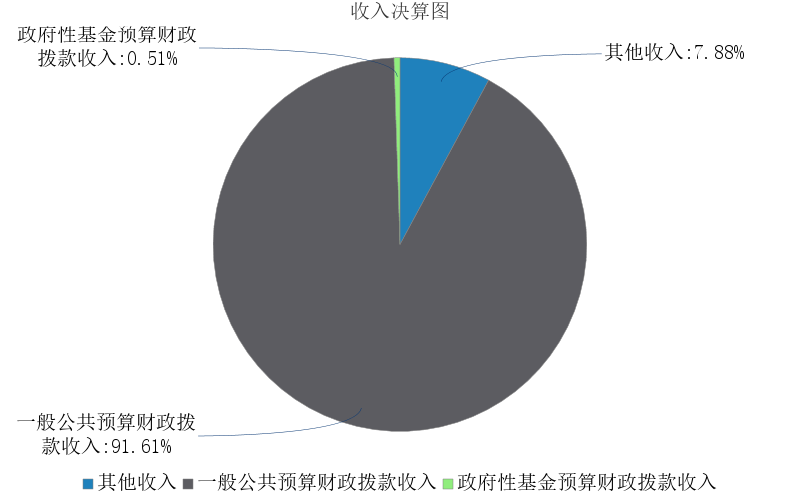 收入决算图
政府性基金预算财政
拨款收入:0.51%
其他收入:7.88%
一般公共预算财政拨
款收入:91.61%
其他收入 一般公共预算财政拨款收入 政府性基金预算财政拨款收入